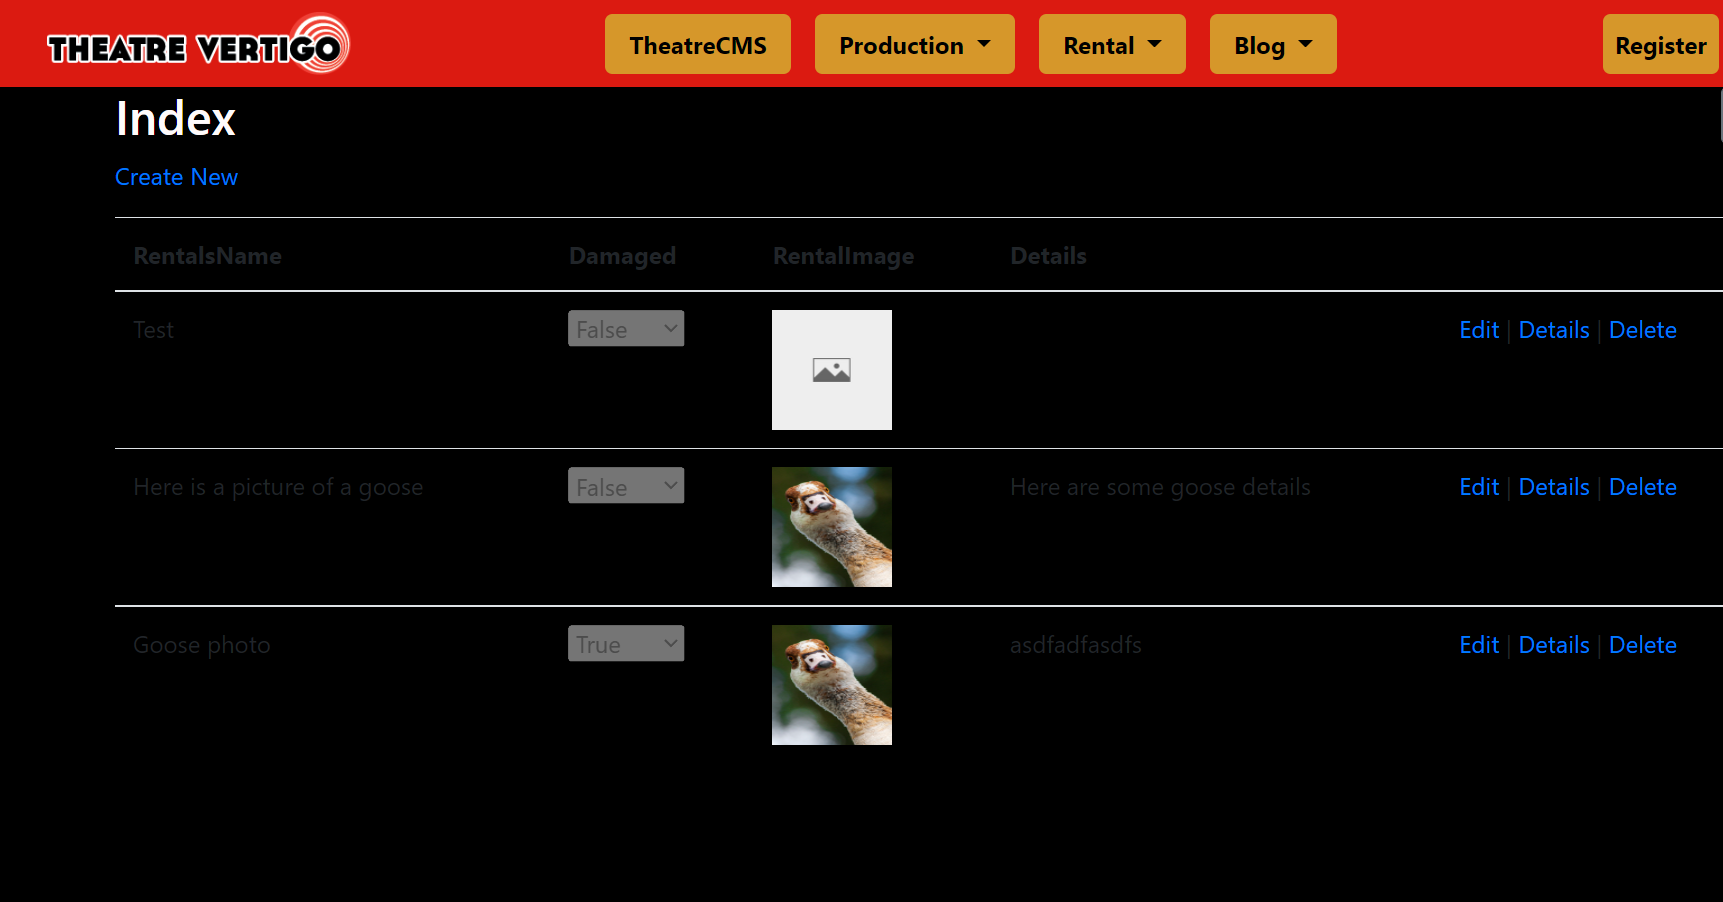 THEATRE VERTIGO TheatreCMS Production Rental Blog Register
Index
Create New
RentalsName Damaged RentalImage Details
Test False Edit | Details | Delete
Here is a picture of a goose False Here are some goose details Edit | Details | Delete
Goose photo True asdfadfasdfs Edit | Details | Delete